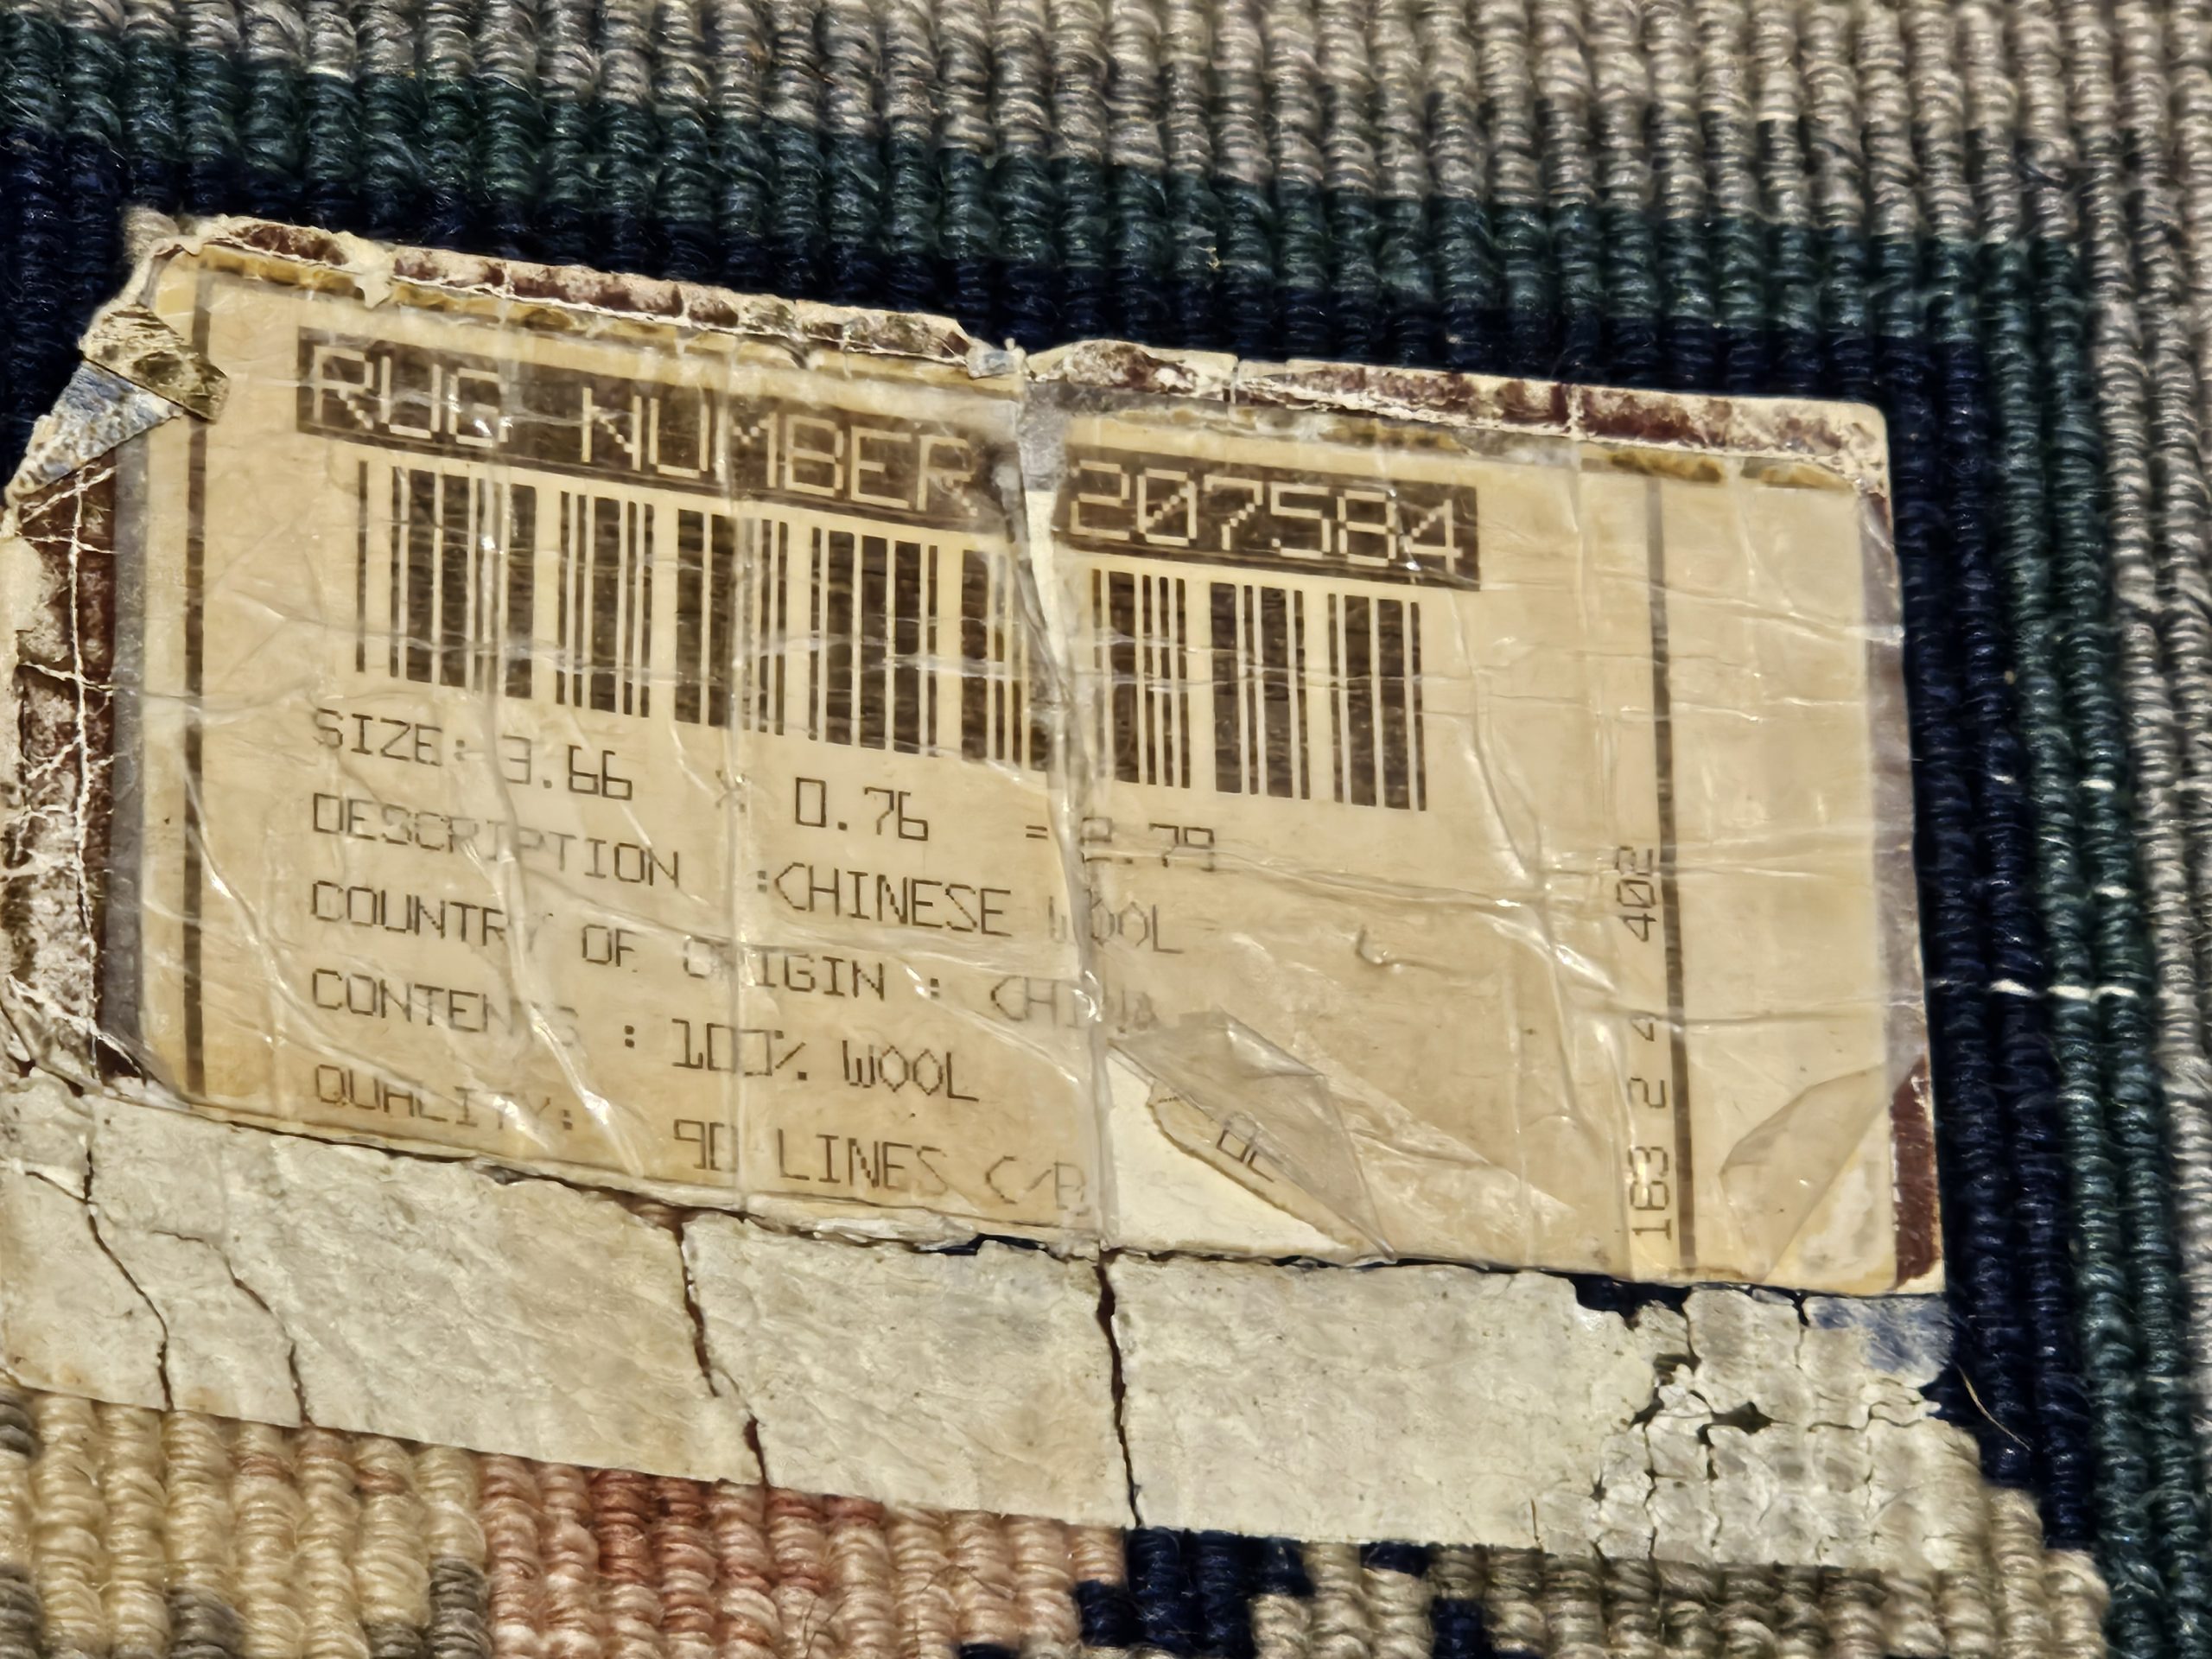 RUG NUMBER 207584
SIZE: 3.66 x 0.76 = 2.79
DESCRIPTION :CHINESE WOOL
COUNTRY OF ORIGIN : CHINA
CONTENTS : 100% WOOL
QUALITY: 90 LINES C/B
163 2 4 402